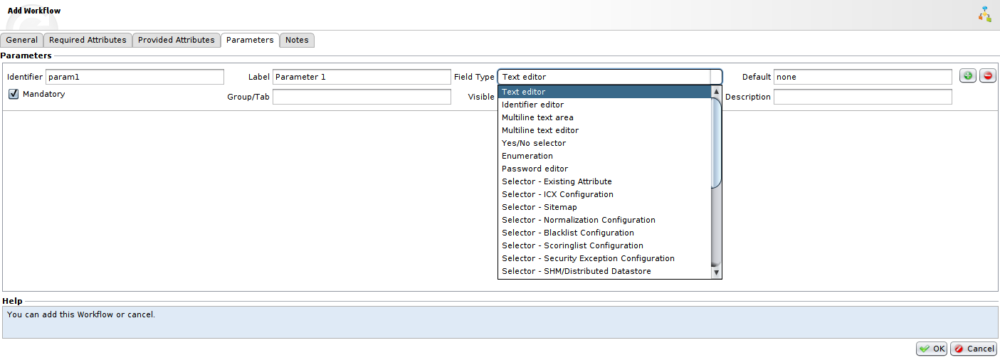 Add Workflow
General Required Attributes Provided Attributes Parameters Notes
Parameters
Identifier param1 Label Parameter 1 Field Type Text editor Default none
Mandatory Group/Tab Visible Description
Text editor
Identifier editor
Multiline text area
Multiline text editor
Yes/No selector
Enumeration
Password editor
Selector - Existing Attribute
Selector - ICX Configuration
Selector - Sitemap
Selector - Normalization Configuration
Selector - Blacklist Configuration
Selector - Scoringlist Configuration
Selector - Security Exception Configuration
Selector - SHM/Distributed Datastore
Help
You can add this Workflow or cancel.
OK Cancel